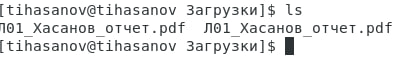 [tihasanov@tihasanov Загрузки]$ ls
Л01_Хасанов_отчет.pdf  Л01_Хасанов_отчет.pdf
[tihasanov@tihasanov Загрузки]$